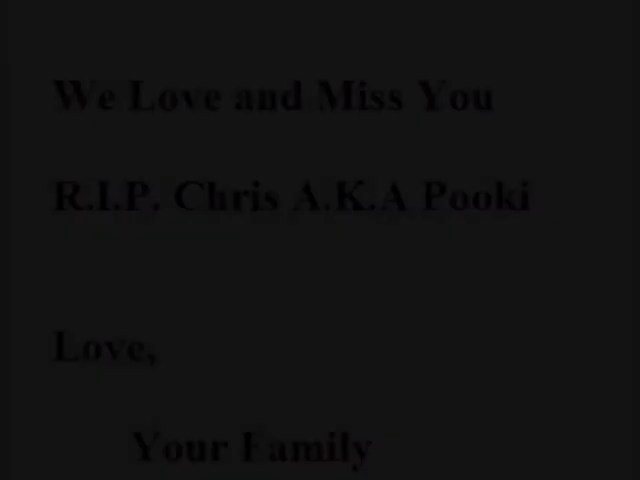 We Love and Miss You
R.I.P. Chris A.K.A Pooki
Love,
Your Family